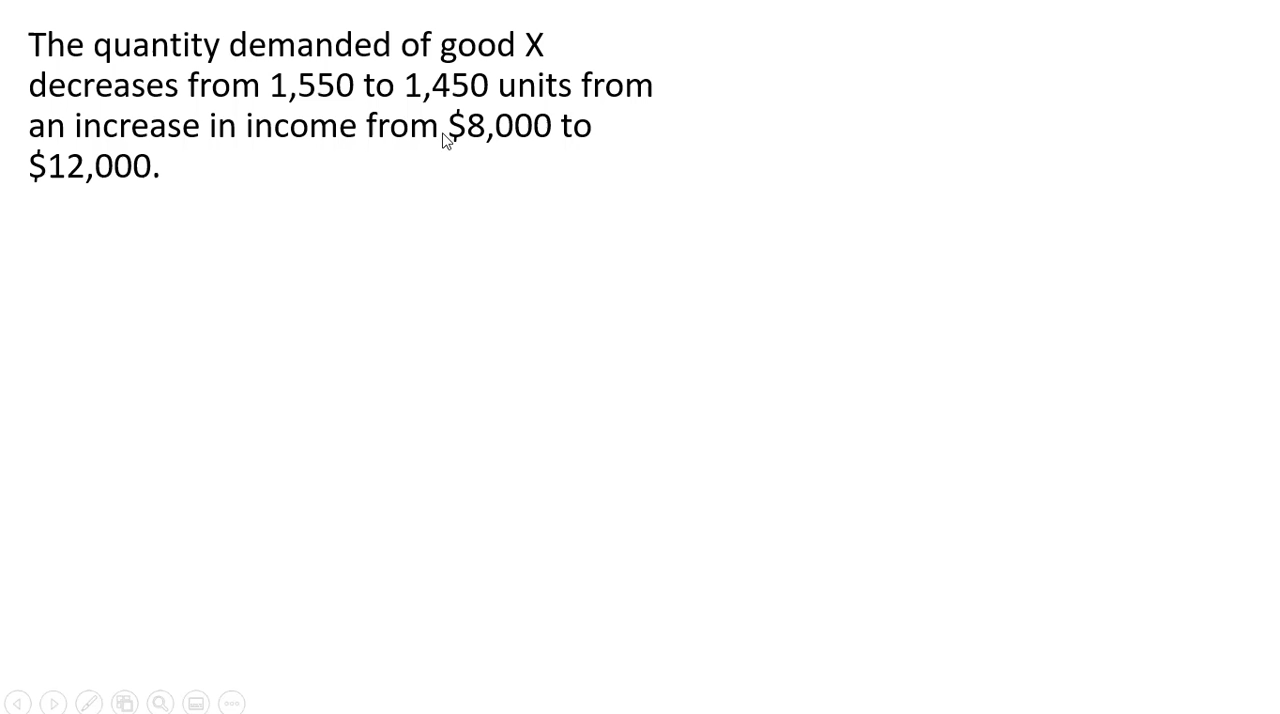 The quantity demanded of good X
decreases from 1,550 to 1,450 units from
an increase in income from $8,000 to
$12,000.